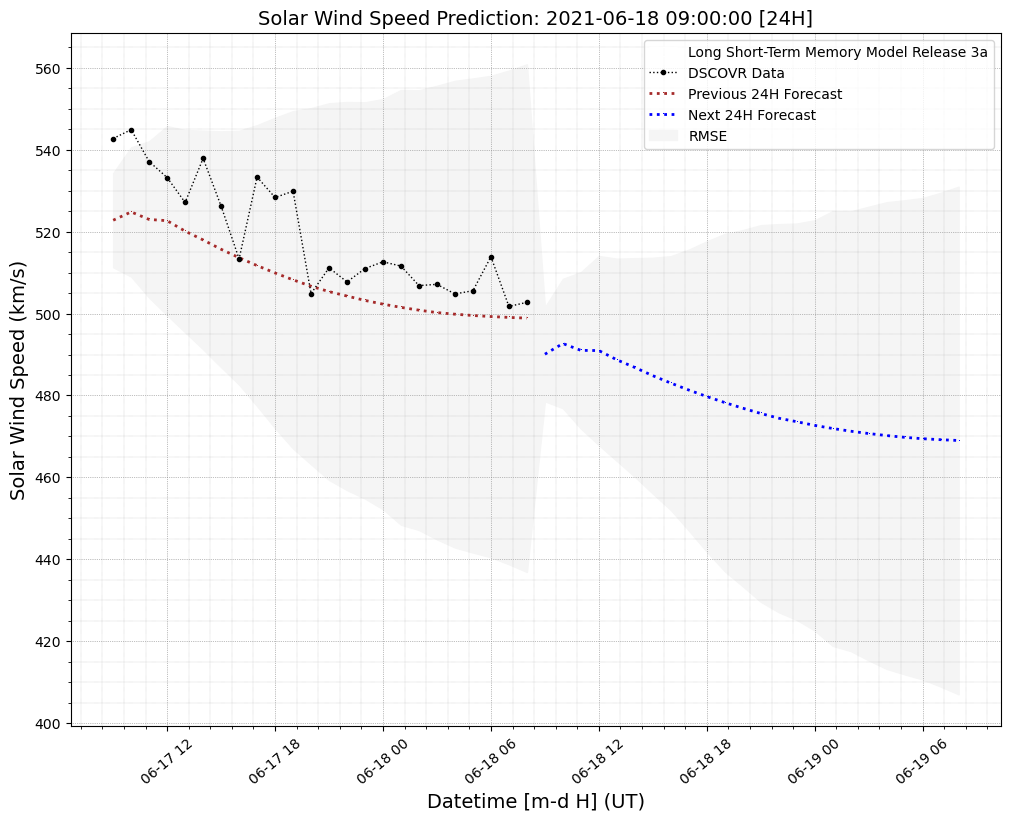 Solar Wind Speed Prediction: 2021-06-18 09:00:00 [24H]
Long Short-Term Memory Model Release 3a
DSCOVR Data
Previous 24H Forecast
Next 24H Forecast
RMSE
Solar Wind Speed (km/s)
560
540
520
500
480
460
440
420
400
06-17 12
06-17 18
06-18 00
06-18 06
06-18 12
06-18 18
06-19 00
06-19 06
Datetime [m-d H] (UT)